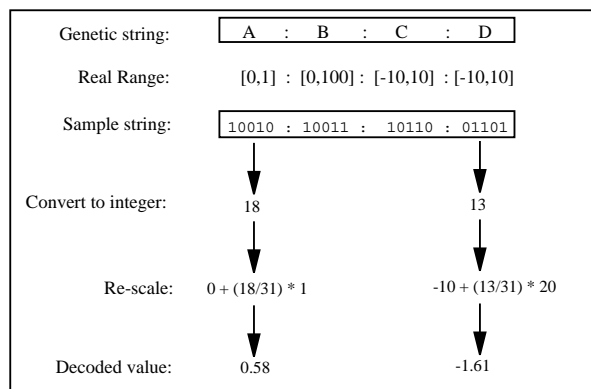 Genetic string: A : B : C : D
Real Range: [0,1] : [0,100] : [-10,10] : [-10,10]
Sample string: 10010 : 10011 : 10110 : 01101
Convert to integer: 18 13
Re-scale: 0 + (18/31) * 1 -10 + (13/31) * 20
Decoded value: 0.58 -1.61